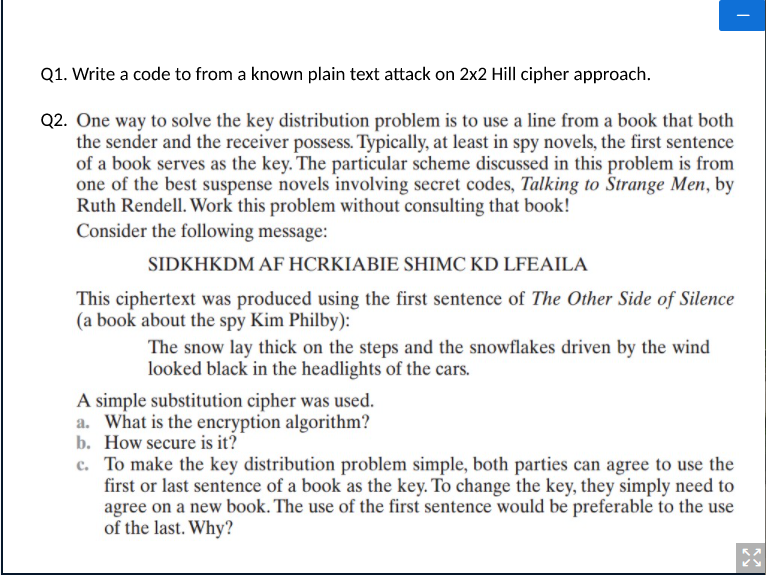 Q1. Write a code to from a known plain text attack on 2x2 Hill cipher approach.
Q2. One way to solve the key distribution problem is to use a line from a book that both
the sender and the receiver possess. Typically, at least in spy novels, the first sentence
of a book serves as the key. The particular scheme discussed in this problem is from
one of the best suspense novels involving secret codes, Talking to Strange Men, by
Ruth Rendell. Work this problem without consulting that book!
Consider the following message:
SIDKHKDM AF HCRKIABIE SHIMC KD LFEAILA
This ciphertext was produced using the first sentence of The Other Side of Silence
(a book about the spy Kim Philby):
The snow lay thick on the steps and the snowflakes driven by the wind
looked black in the headlights of the cars.
A simple substitution cipher was used.
a. What is the encryption algorithm?
b. How secure is it?
c. To make the key distribution problem simple, both parties can agree to use the
first or last sentence of a book as the key. To change the key, they simply need to
agree on a new book. The use of the first sentence would be preferable to the use
of the last. Why?